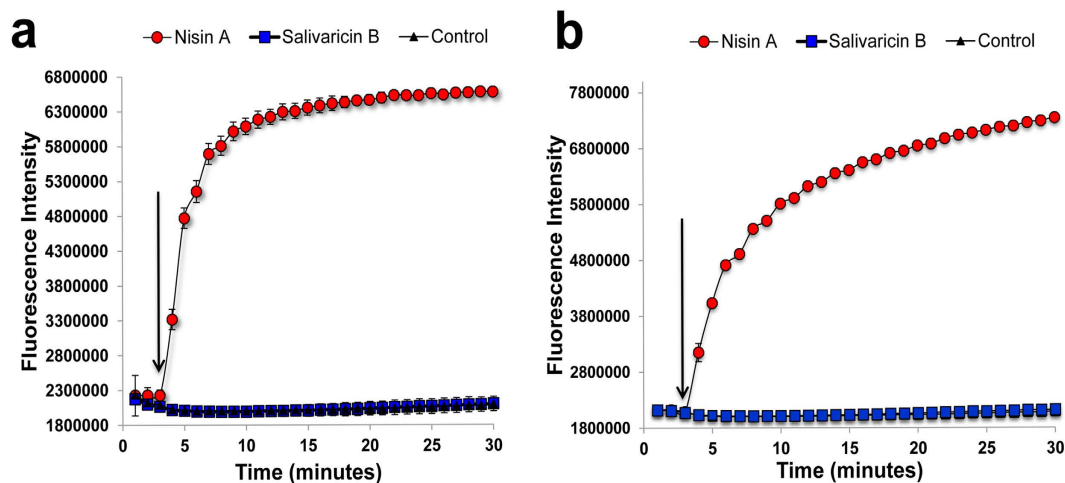 a
Nisin A Salivaricin B Control
Fluorescence Intensity
6800000
6300000
5800000
5300000
4800000
4300000
3800000
3300000
2800000
2300000
1800000
0 5 10 15 20 25 30
Time (minutes)
b
Nisin A Salivaricin B Control
Fluorescence Intensity
7800000
6800000
5800000
4800000
3800000
2800000
1800000
0 5 10 15 20 25 30
Time (minutes)